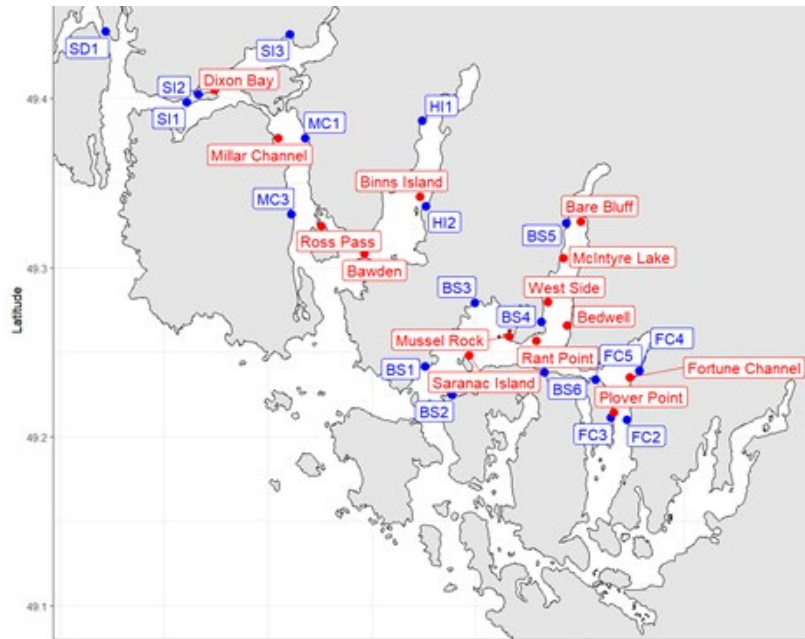 SD1
SI3
SI2
Dixon Bay
49.4
SI1
HI1
MC1
Millar Channel
Binns Island
MC3
Bare Bluff
HI2
BS5
Ross Pass
McIntyre Lake
Bawden
49.3
BS3
West Side
Latitude
BS4
Bedwell
Mussel Rock
FC4
Rant Point
FC5
BS1
Fortune Channel
Saranac Island
BS6
Plover Point
BS2
FC3
FC2
49.2
49.1